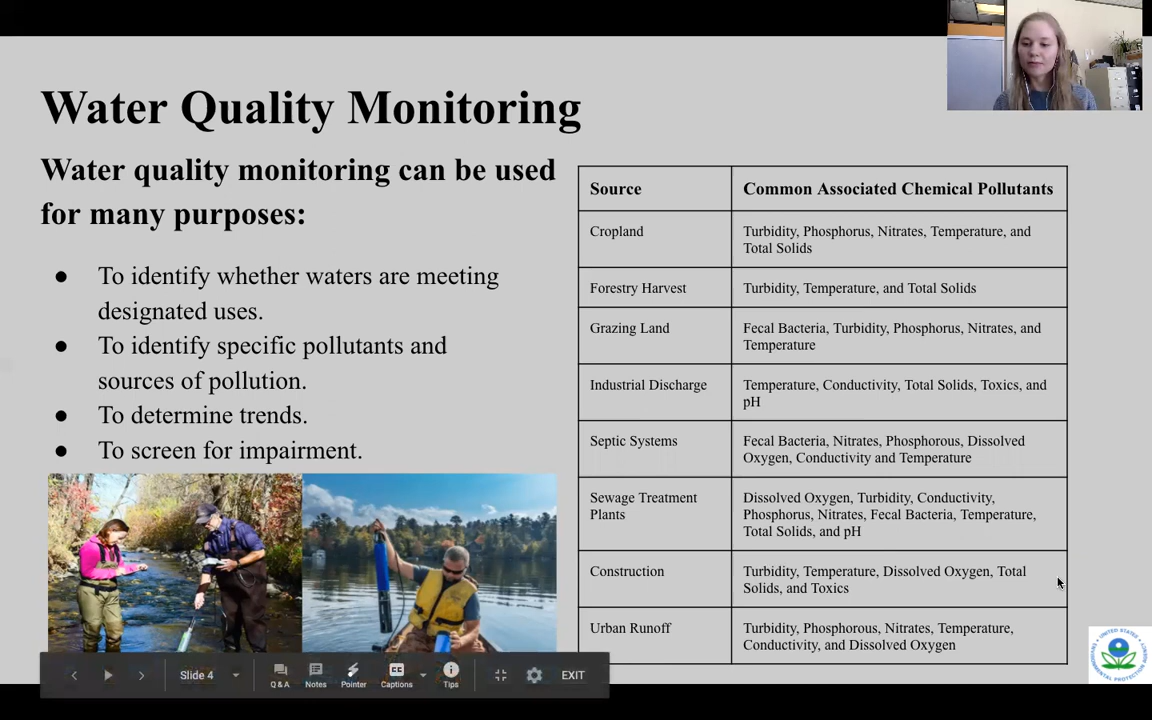 Water Quality Monitoring
Water quality monitoring can be used
for many purposes:
● To identify whether waters are meeting
designated uses.
● To identify specific pollutants and
sources of pollution.
● To determine trends.
● To screen for impairment.
Source Common Associated Chemical Pollutants
Cropland Turbidity, Phosphorus, Nitrates, Temperature, and
Total Solids
Forestry Harvest Turbidity, Temperature, and Total Solids
Grazing Land Fecal Bacteria, Turbidity, Phosphorus, Nitrates, and
Temperature
Industrial Discharge Temperature, Conductivity, Total Solids, Toxics, and
pH
Septic Systems Fecal Bacteria, Nitrates, Phosphorous, Dissolved
Oxygen, Conductivity and Temperature
Sewage Treatment Dissolved Oxygen, Turbidity, Conductivity,
Plants Phosphorus, Nitrates, Fecal Bacteria, Temperature,
Total Solids, and pH
Construction Turbidity, Temperature, Dissolved Oxygen, Total
Solids, and Toxics
Urban Runoff Turbidity, Phosphorous, Nitrates, Temperature,
Conductivity, and Dissolved Oxygen
Slide 4 Q & A Notes Pointer Captions Tips EXIT
UNITED STATES